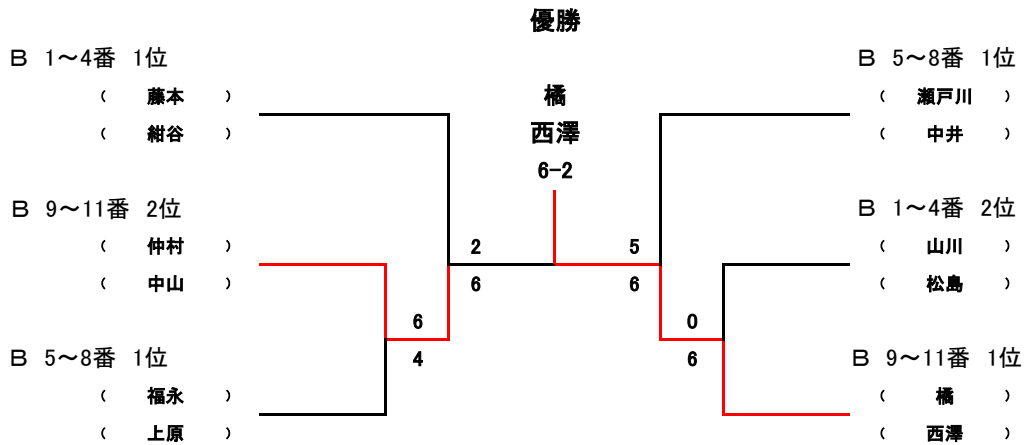 優勝
B 1～4番 1位
( 藤本 )
( 紺谷 )
B 9～11番 2位
( 仲村 )
( 中山 )
B 5～8番 1位
( 福永 )
( 上原 )
橘
西澤
6-2
2
6
6
4
5
6
0
6
B 5～8番 1位
( 瀬戸川 )
( 中井 )
B 1～4番 2位
( 山川 )
( 松島 )
B 9～11番 1位
( 橘 )
( 西澤 )